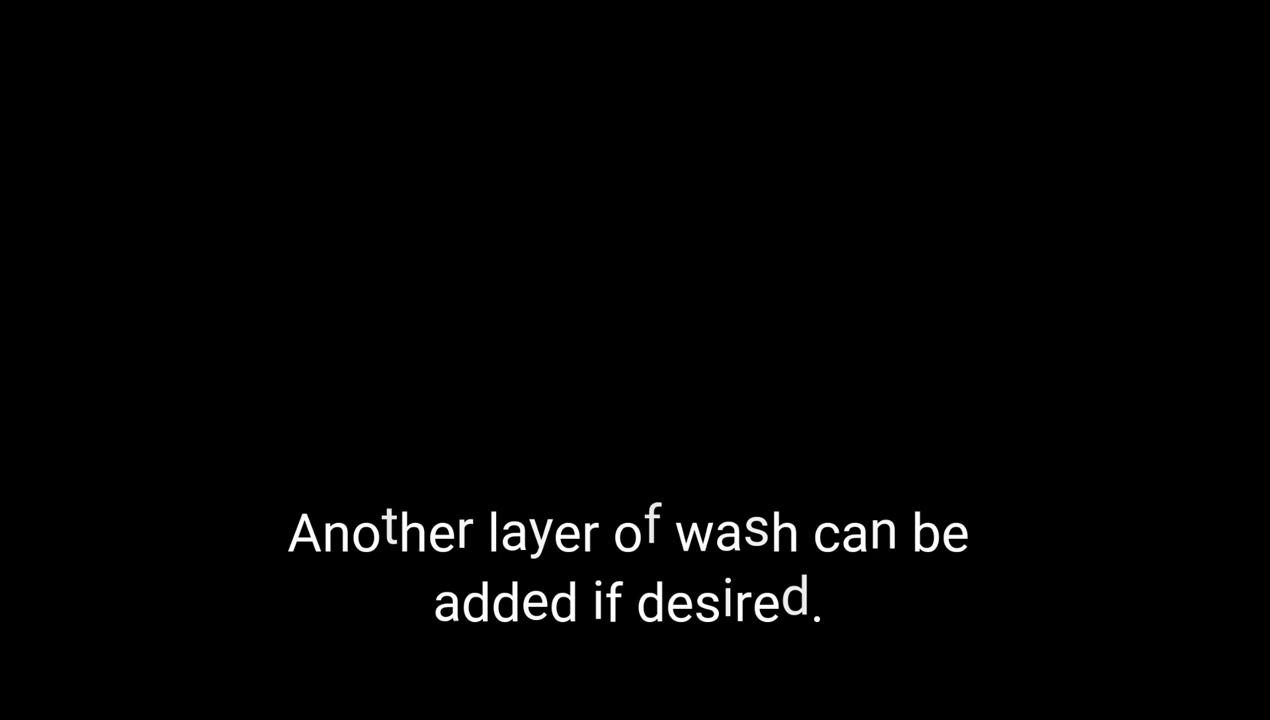 Another layer of wash can be
added if desired.